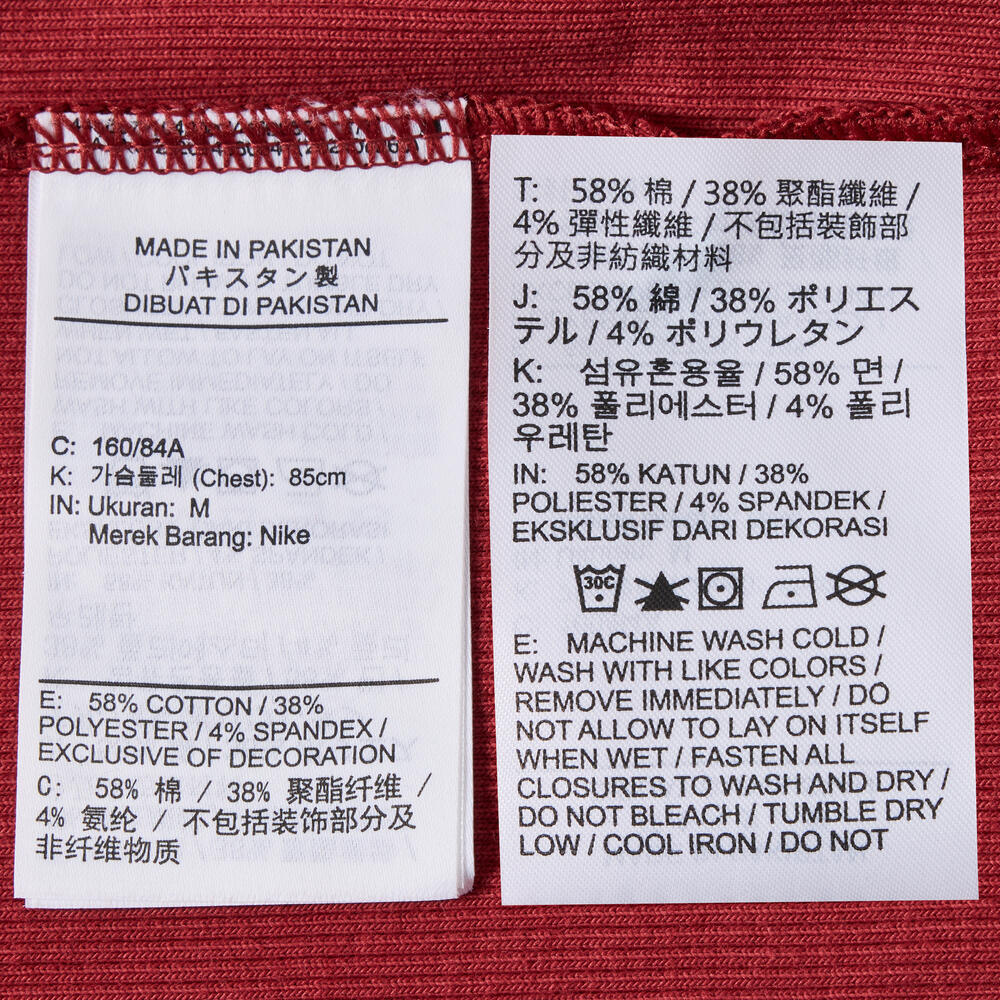 MADE IN PAKISTAN
パキスタン製
DIBUAT DI PAKISTAN
C: 160/84A
K: 가슴둘레 (Chest): 85cm
IN: Ukuran: M
Merek Barang: Nike
E: 58% COTTON / 38%
POLYESTER / 4% SPANDEX /
EXCLUSIVE OF DECORATION
C: 58% 棉 / 38% 聚酯纤维 /
4% 氨纶 / 不包括装饰部分及
非纤维物质
T: 58% 棉 / 38% 聚酯纖維 /
4% 彈性纖維 / 不包括裝飾部
分及非紡織材料
J: 58% 綿 / 38% ポリエス
テル / 4% ポリウレタン
K: 섬유혼용율 / 58% 면 /
38% 폴리에스터 / 4% 폴리
우레탄
IN: 58% KATUN / 38%
POLIESTER / 4% SPANDEK /
EKSKLUSIF DARI DEKORASI
30C
E: MACHINE WASH COLD /
WASH WITH LIKE COLORS /
REMOVE IMMEDIATELY / DO
NOT ALLOW TO LAY ON ITSELF
WHEN WET / FASTEN ALL
CLOSURES TO WASH AND DRY /
DO NOT BLEACH / TUMBLE DRY
LOW / COOL IRON / DO NOT